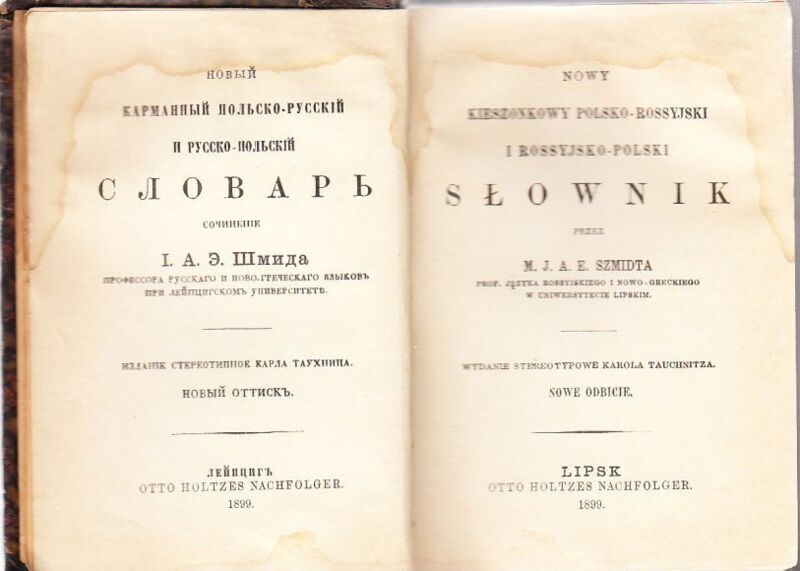 НОВЫЙ
КАРМАННЫЙ ПОЛЬСКО-РУССКІЙ
И РУССКО-ПОЛЬСКІЙ
СЛОВАРЬ
СОЧИНЕНІЕ
І. А. Э. Шмида
ПРОФЕССОРА РУССКАГО И НОВО-ГРЕЧЕСКАГО ЯЗЫКОВЪ
ПРИ ЛЕЙПЦИГСКОМЪ УНИВЕРСИТЕТѢ.
ИЗДАНІЕ СТЕРЕОТИПНОЕ КАРЛА ТАУХНИЦА.
НОВЫЙ ОТТИСКЪ.
ЛЕЙПЦИГЪ
OTTO HOLTZES NACHFOLGER.
1899.
NOWY
KIESZONKOWY POLSKO-ROSSYJSKI
I ROSSYJSKO-POLSKI
SŁOWNIK
PRZEZ
M. J. A. E. SZMIDTA
PROF. JĘZYKA ROSSYJSKIEGO I NOWO-GRECKIEGO
W UNIWERSYTECIE LIPSKIM.
WYDANIE STEREOTYPOWE KAROLA TAUCHNITZA.
NOWE ODBICIE.
LIPSK
OTTO HOLTZES NACHFOLGER.
1899.